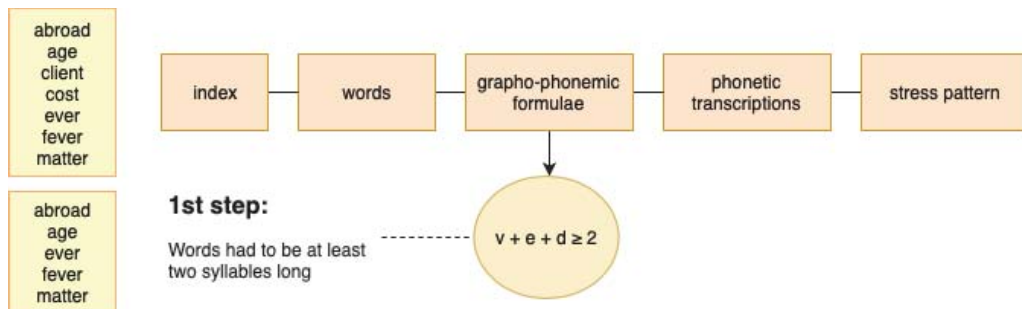 abroad
age
client
cost
ever
fever
matter
index
words
grapho-phonemic
formulae
phonetic
transcriptions
stress pattern
abroad
age
ever
fever
matter
1st step:
Words had to be at least
two syllables long
v + e + d ≥ 2